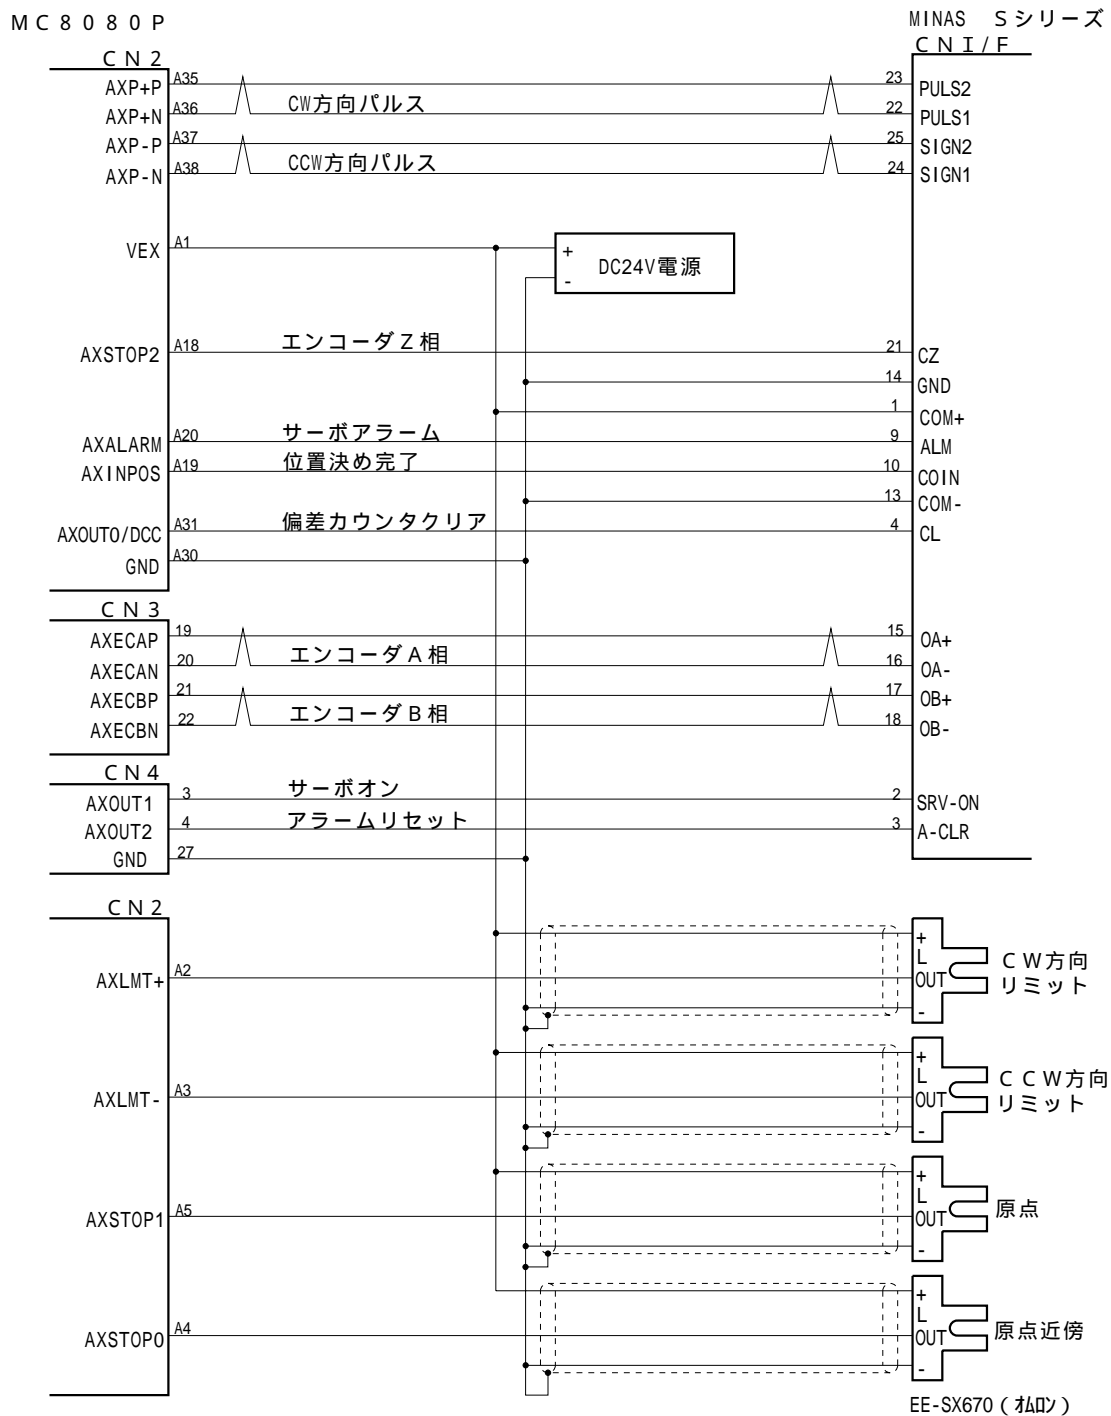 MC8080P
MINAS Sシリーズ
CN2
CNI/F
AXP+P A35 23 PULS2
AXP+N A36 CW方向パルス 22 PULS1
AXP-P A37 25 SIGN2
AXP-N A38 CCW方向パルス 24 SIGN1
VEX A1 + DC24V電源
-
AXSTOP2 A18 エンコーダZ相 21 CZ
14 GND
1 COM+
AXALARM A20 サーボアラーム 9 ALM
AXINPOS A19 位置決め完了 10 COIN
13 COM-
AXOUT0/DCC A31 偏差カウンタクリア 4 CL
GND A30
CN3
AXECAP 19 15 OA+
AXECAN 20 エンコーダA相 16 OA-
AXECBP 21 17 OB+
AXECBN 22 エンコーダB相 18 OB-
CN4
AXOUT1 3 サーボオン 2 SRV-ON
AXOUT2 4 アラームリセット 3 A-CLR
GND 27
CN2
+
L CW方向
AXLMT+ A2 OUT リミット
-
+
L CCW方向
AXLMT- A3 OUT リミット
-
+
L
AXSTOP1 A5 OUT 原点
-
+
L
AXSTOP0 A4 OUT 原点近傍
-
EE-SX670(オムロン)